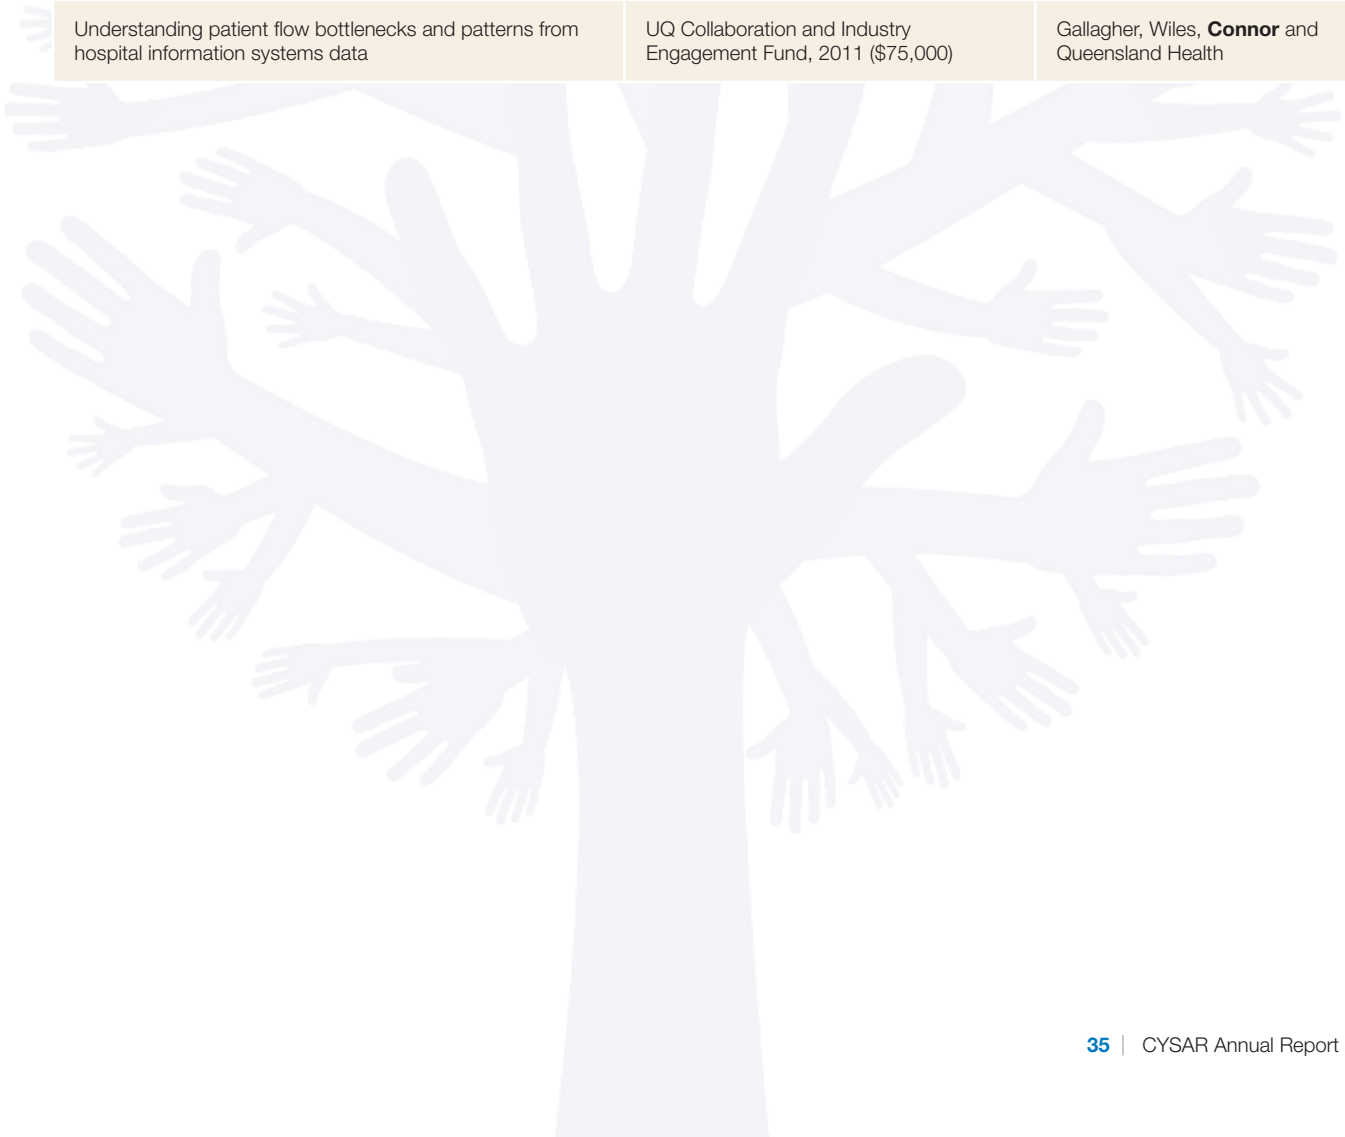 Understanding patient flow bottlenecks and patterns from
hospital information systems data
UQ Collaboration and Industry
Engagement Fund, 2011 ($75,000)
Gallagher, Wiles, Connor and
Queensland Health
35 | CYSAR Annual Report